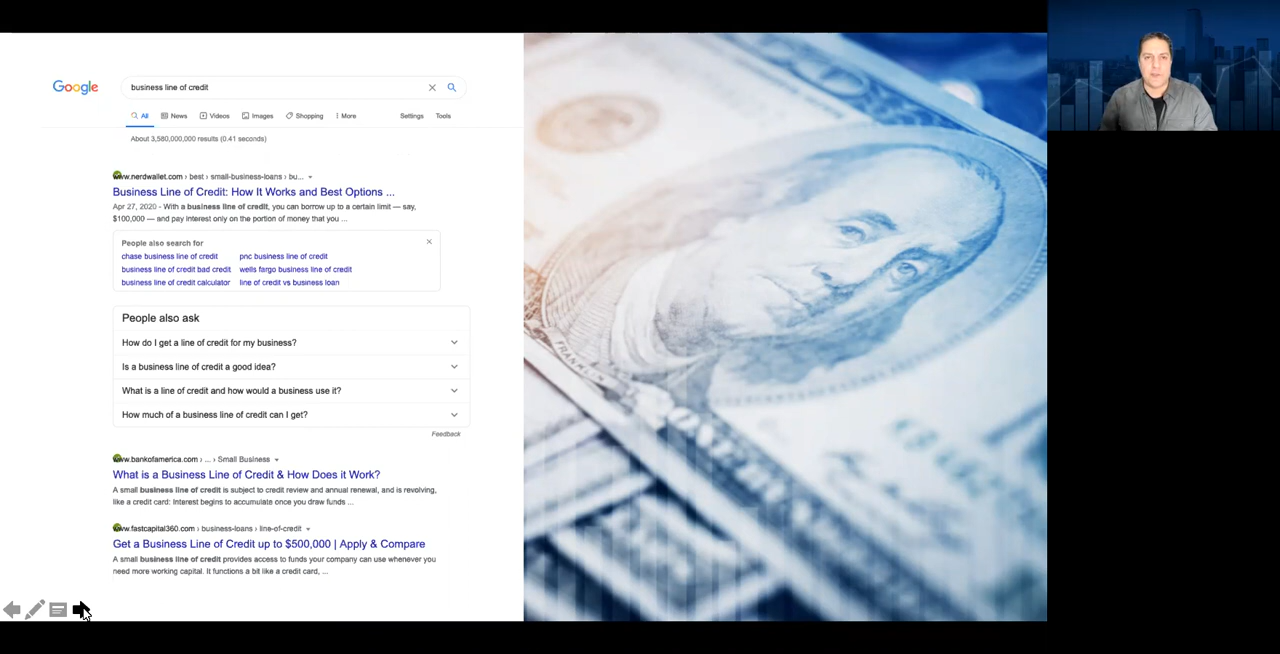 Google
business line of credit
All News Videos Images Shopping More Settings Tools
About 3,580,000,000 results (0.41 seconds)
www.nerdwallet.com › best › small-business-loans › bu...
Business Line of Credit: How It Works and Best Options ...
Apr 27, 2020 - With a business line of credit, you can borrow up to a certain limit — say,
$100,000 — and pay interest only on the portion of money that you ...
People also search for
chase business line of credit pnc business line of credit
business line of credit bad credit wells fargo business line of credit
business line of credit calculator line of credit vs business loan
People also ask
How do I get a line of credit for my business?
Is a business line of credit a good idea?
What is a line of credit and how would a business use it?
How much of a business line of credit can I get?
Feedback
www.bankofamerica.com › ... › Small Business
What is a Business Line of Credit & How Does it Work?
A small business line of credit is subject to credit review and annual renewal, and is revolving,
like a credit card: Interest begins to accumulate once you draw funds ...
www.fastcapital360.com › business-loans › line-of-credit
Get a Business Line of Credit up to $500,000 | Apply & Compare
A small business line of credit provides access to funds your company can use whenever you
need more working capital. It functions a bit like a credit card, ...
FRANKLIN